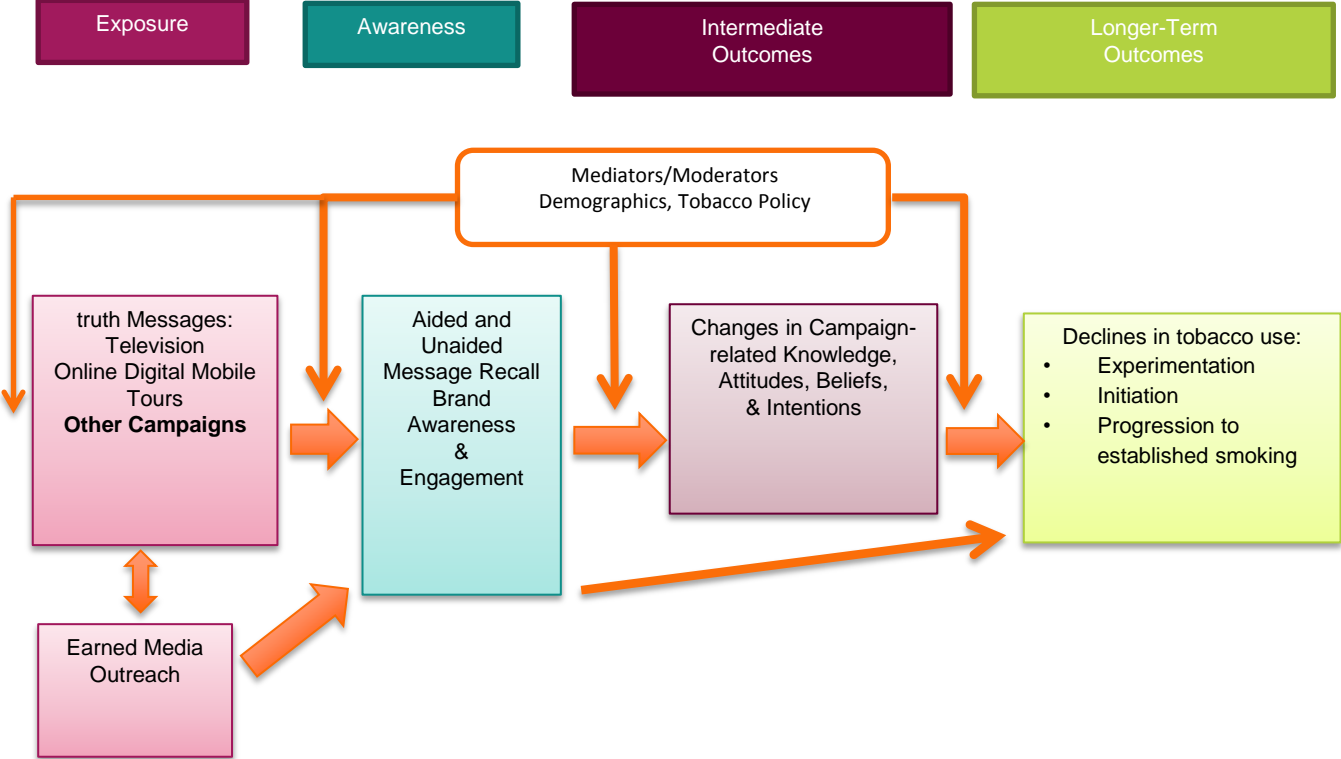 Exposure
Awareness
Intermediate
Outcomes
Longer-Term
Outcomes
Mediators/Moderators
Demographics, Tobacco Policy
truth Messages:
Television
Online Digital Mobile
Tours
Other Campaigns
Aided and
Unaided
Message Recall
Brand
Awareness
&
Engagement
Changes in Campaign-
related Knowledge,
Attitudes, Beliefs,
& Intentions
Declines in tobacco use:
• Experimentation
• Initiation
• Progression to
established smoking
Earned Media
Outreach